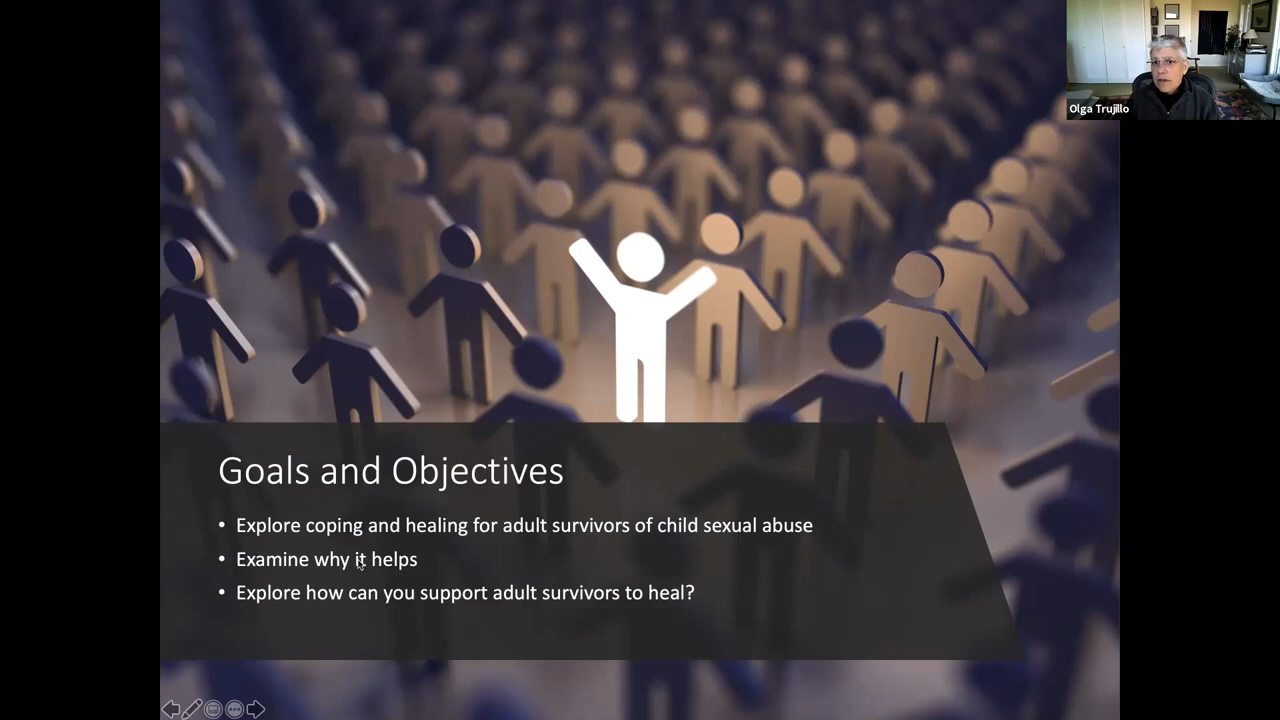 Olga Trujillo
Goals and Objectives
• Explore coping and healing for adult survivors of child sexual abuse
• Examine why it helps
• Explore how can you support adult survivors to heal?